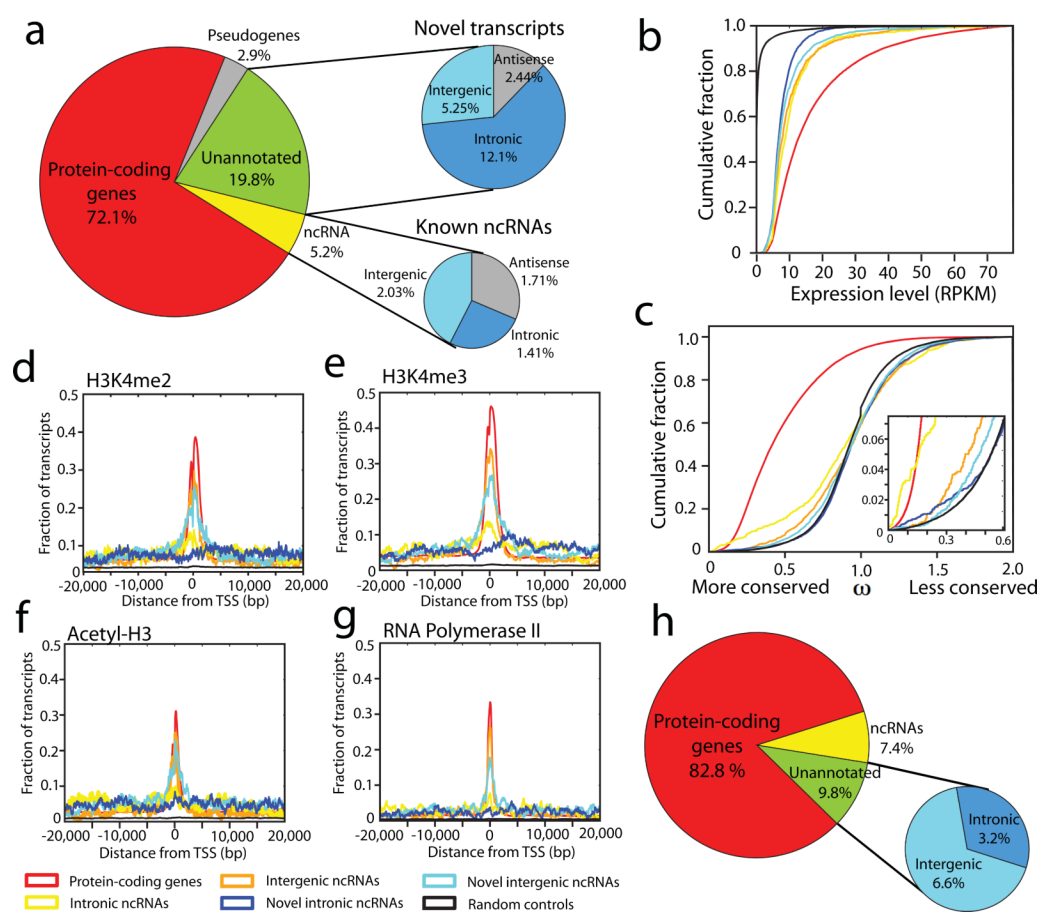 a
Pseudogenes
2.9%
Protein-coding
genes
72.1%
Unannotated
19.8%
ncRNA
5.2%
Novel transcripts
Antisense
2.44%
Intergenic
5.25%
Intronic
12.1%
Known ncRNAs
Intergenic
2.03%
Antisense
1.71%
Intronic
1.41%
b
Cumulative fraction
1.0
0.8
0.6
0.4
0.2
0
0 10 20 30 40 50 60 70
Expression level (RPKM)
c
Cumulative fraction
1.0
0.8
0.6
0.4
0.2
0
0.5 1.0 1.5 2.0
More conserved ω Less conserved
0.06
0.04
0.02
0
0 0.3 0.6
d
H3K4me2
Fraction of transcripts
0.5
0.4
0.3
0.2
0.1
0
-20,000 -10,000 0 10,000 20,000
Distance from TSS (bp)
e
H3K4me3
Fraction of transcripts
0.5
0.4
0.3
0.2
0.1
0
-20,000 -10,000 0 10,000 20,000
Distance from TSS (bp)
f
Acetyl-H3
Fraction of transcripts
0.5
0.4
0.3
0.2
0.1
0
20,000 -10,000 0 10,000 20,000
Distance from TSS (bp)
g
RNA Polymerase II
Fraction of transcripts
0.5
0.4
0.3
0.2
0.1
0
-20,000 -10,000 0 10,000 20,000
Distance from TSS (bp)
h
Protein-coding
genes
82.8 %
ncRNAs
7.4%
Unannotated
9.8%
Intronic
3.2%
Intergenic
6.6%
Protein-coding genes
Intergenic ncRNAs
Novel intergenic ncRNAs
Intronic ncRNAs
Novel intronic ncRNAs
Random controls